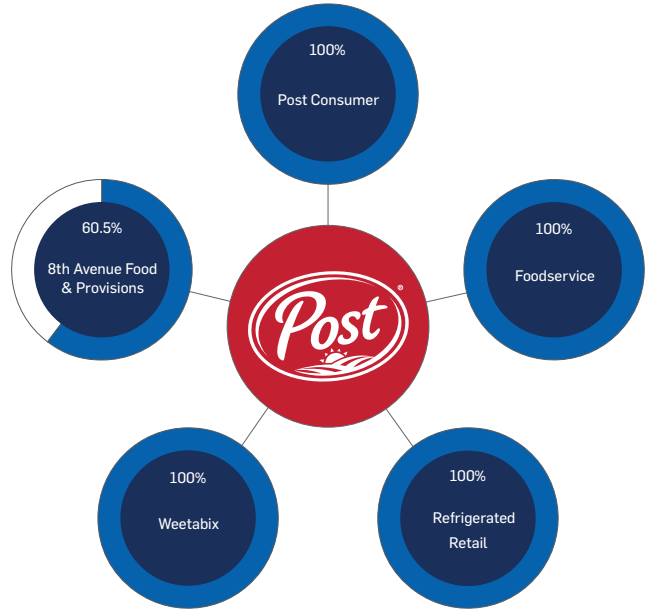 100%
Post Consumer
60.5%
8th Avenue Food
& Provisions
100%
Foodservice
Post
®
100%
Weetabix
100%
Refrigerated
Retail